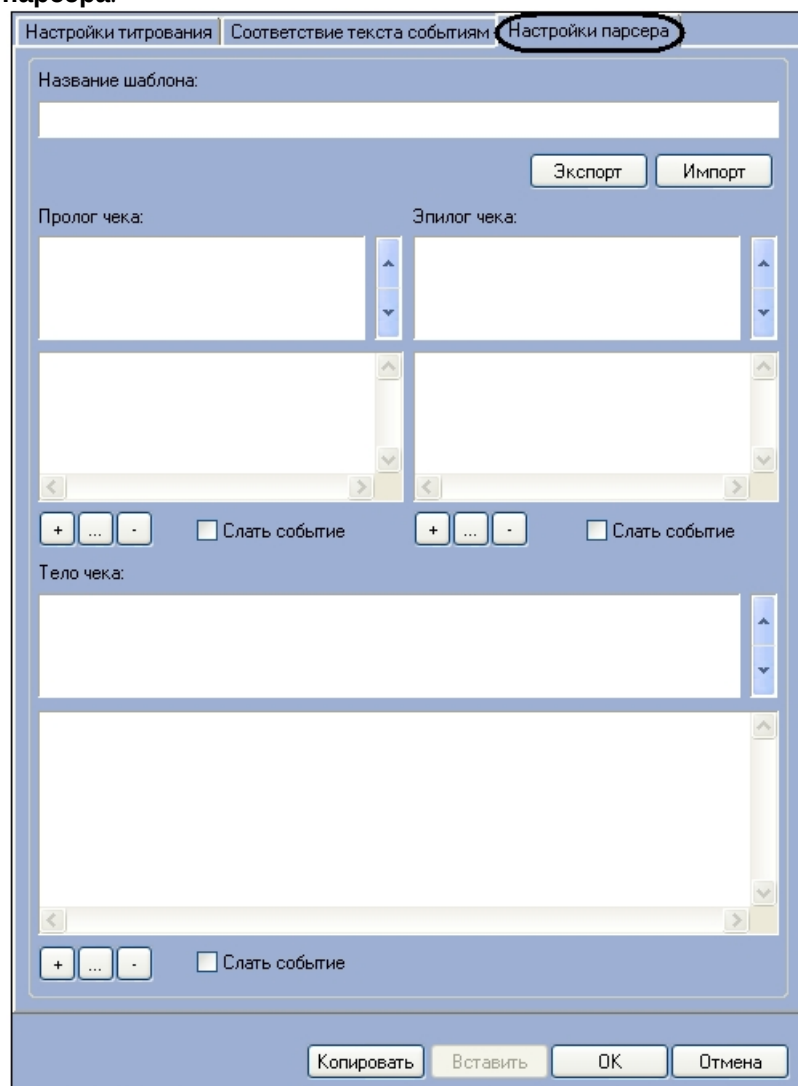 парсера.
Настройки титрования Соответствие текста событиям Настройки парсера
Название шаблона:
Экспорт Импорт
Пролог чека: Эпилог чека:
+ ... - Слать событие + ... - Слать событие
Тело чека:
+ ... - Слать событие
Копировать Вставить OK Отмена